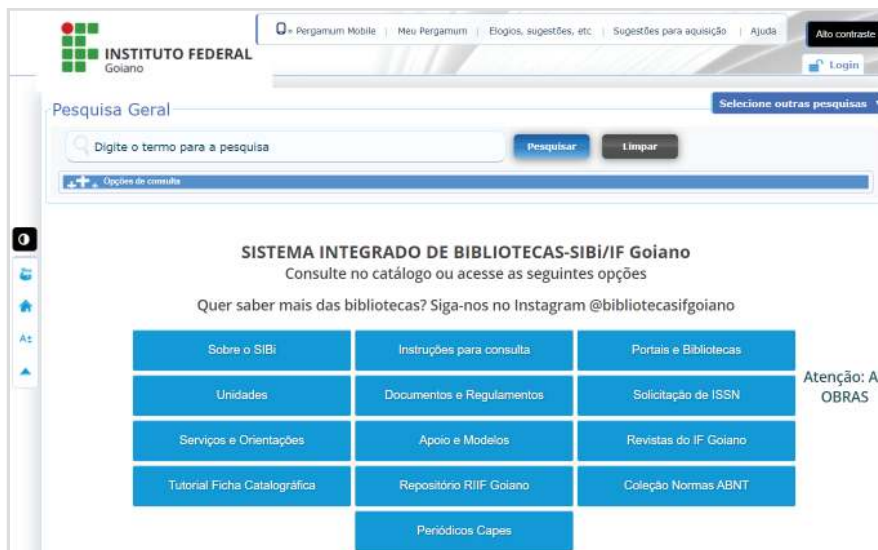 INSTITUTO FEDERAL
Goiano
= Pergamum Mobile | Meu Pergamum | Elogios, sugestões, etc | Sugestões para aquisição | Ajuda
Alto contraste
Login
Pesquisa Geral
Selecione outras pesquisas
Digite o termo para a pesquisa
Pesquisar
Limpar
Opções de consulta
SISTEMA INTEGRADO DE BIBLIOTECAS-SIBi/IF Goiano
Consulte no catálogo ou acesse as seguintes opções
Quer saber mais das bibliotecas? Siga-nos no Instagram @bibliotecasifgoiano
Sobre o SIBi
Instruções para consulta
Portais e Bibliotecas
Unidades
Documentos e Regulamentos
Solicitação de ISSN
Serviços e Orientações
Apoio e Modelos
Revistas do IF Goiano
Tutorial Ficha Catalográfica
Repositório RIIF Goiano
Coleção Normas ABNT
Periódicos Capes
Atenção: A
OBRAS
A±